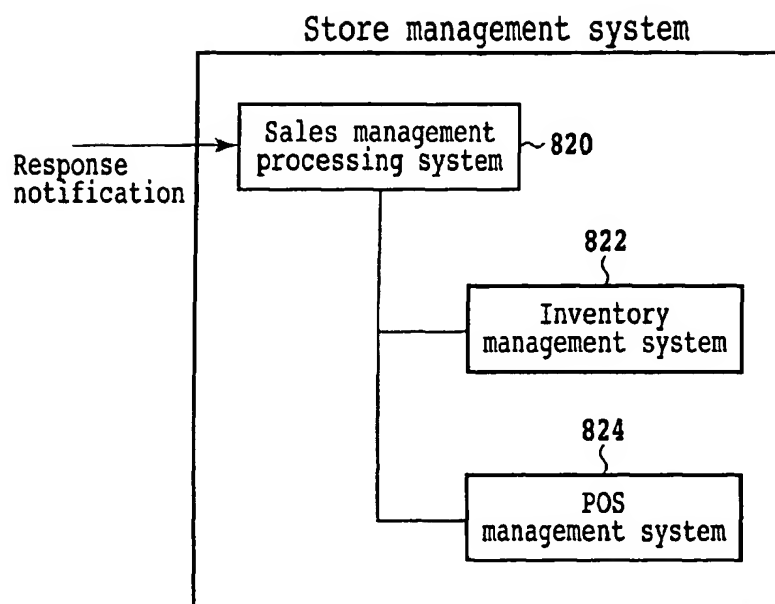 Store management system
Sales management
processing system
820
Response
notification
822
Inventory
management system
824
POS
management system